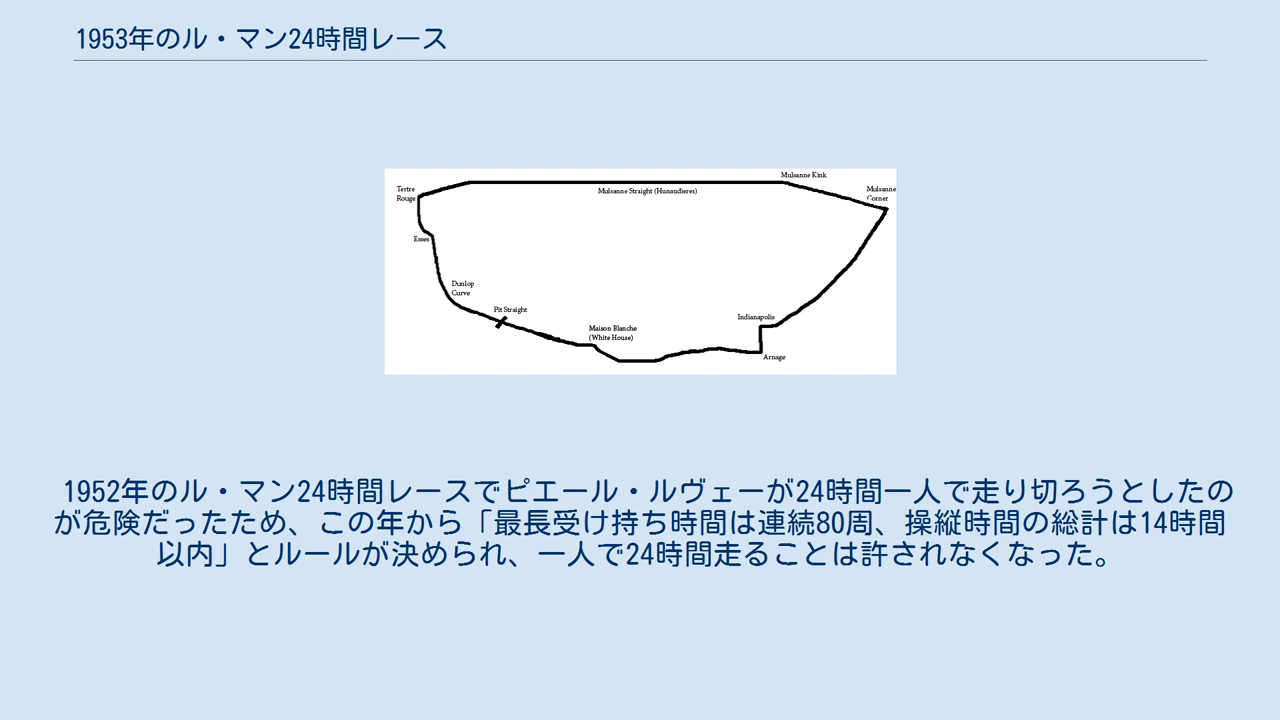 1953年のル・マン24時間レース
Mulsanne Kink
Tertre
Rouge
Mulsanne Straight (Hunaudieres)
Mulsanne
Corner
Esses
Dunlop
Curve
Pit Straight
Indianapolis
Maison Blanche
(White House)
Arnage
1952年のル・マン24時間レースでピエール・ルヴェーが24時間一人で走り切ろうとしたの
が危険だったため、この年から「最長受け持ち時間は連続80周、操縦時間の総計は14時間
以内」とルールが決められ、一人で24時間走ることは許されなくなった。